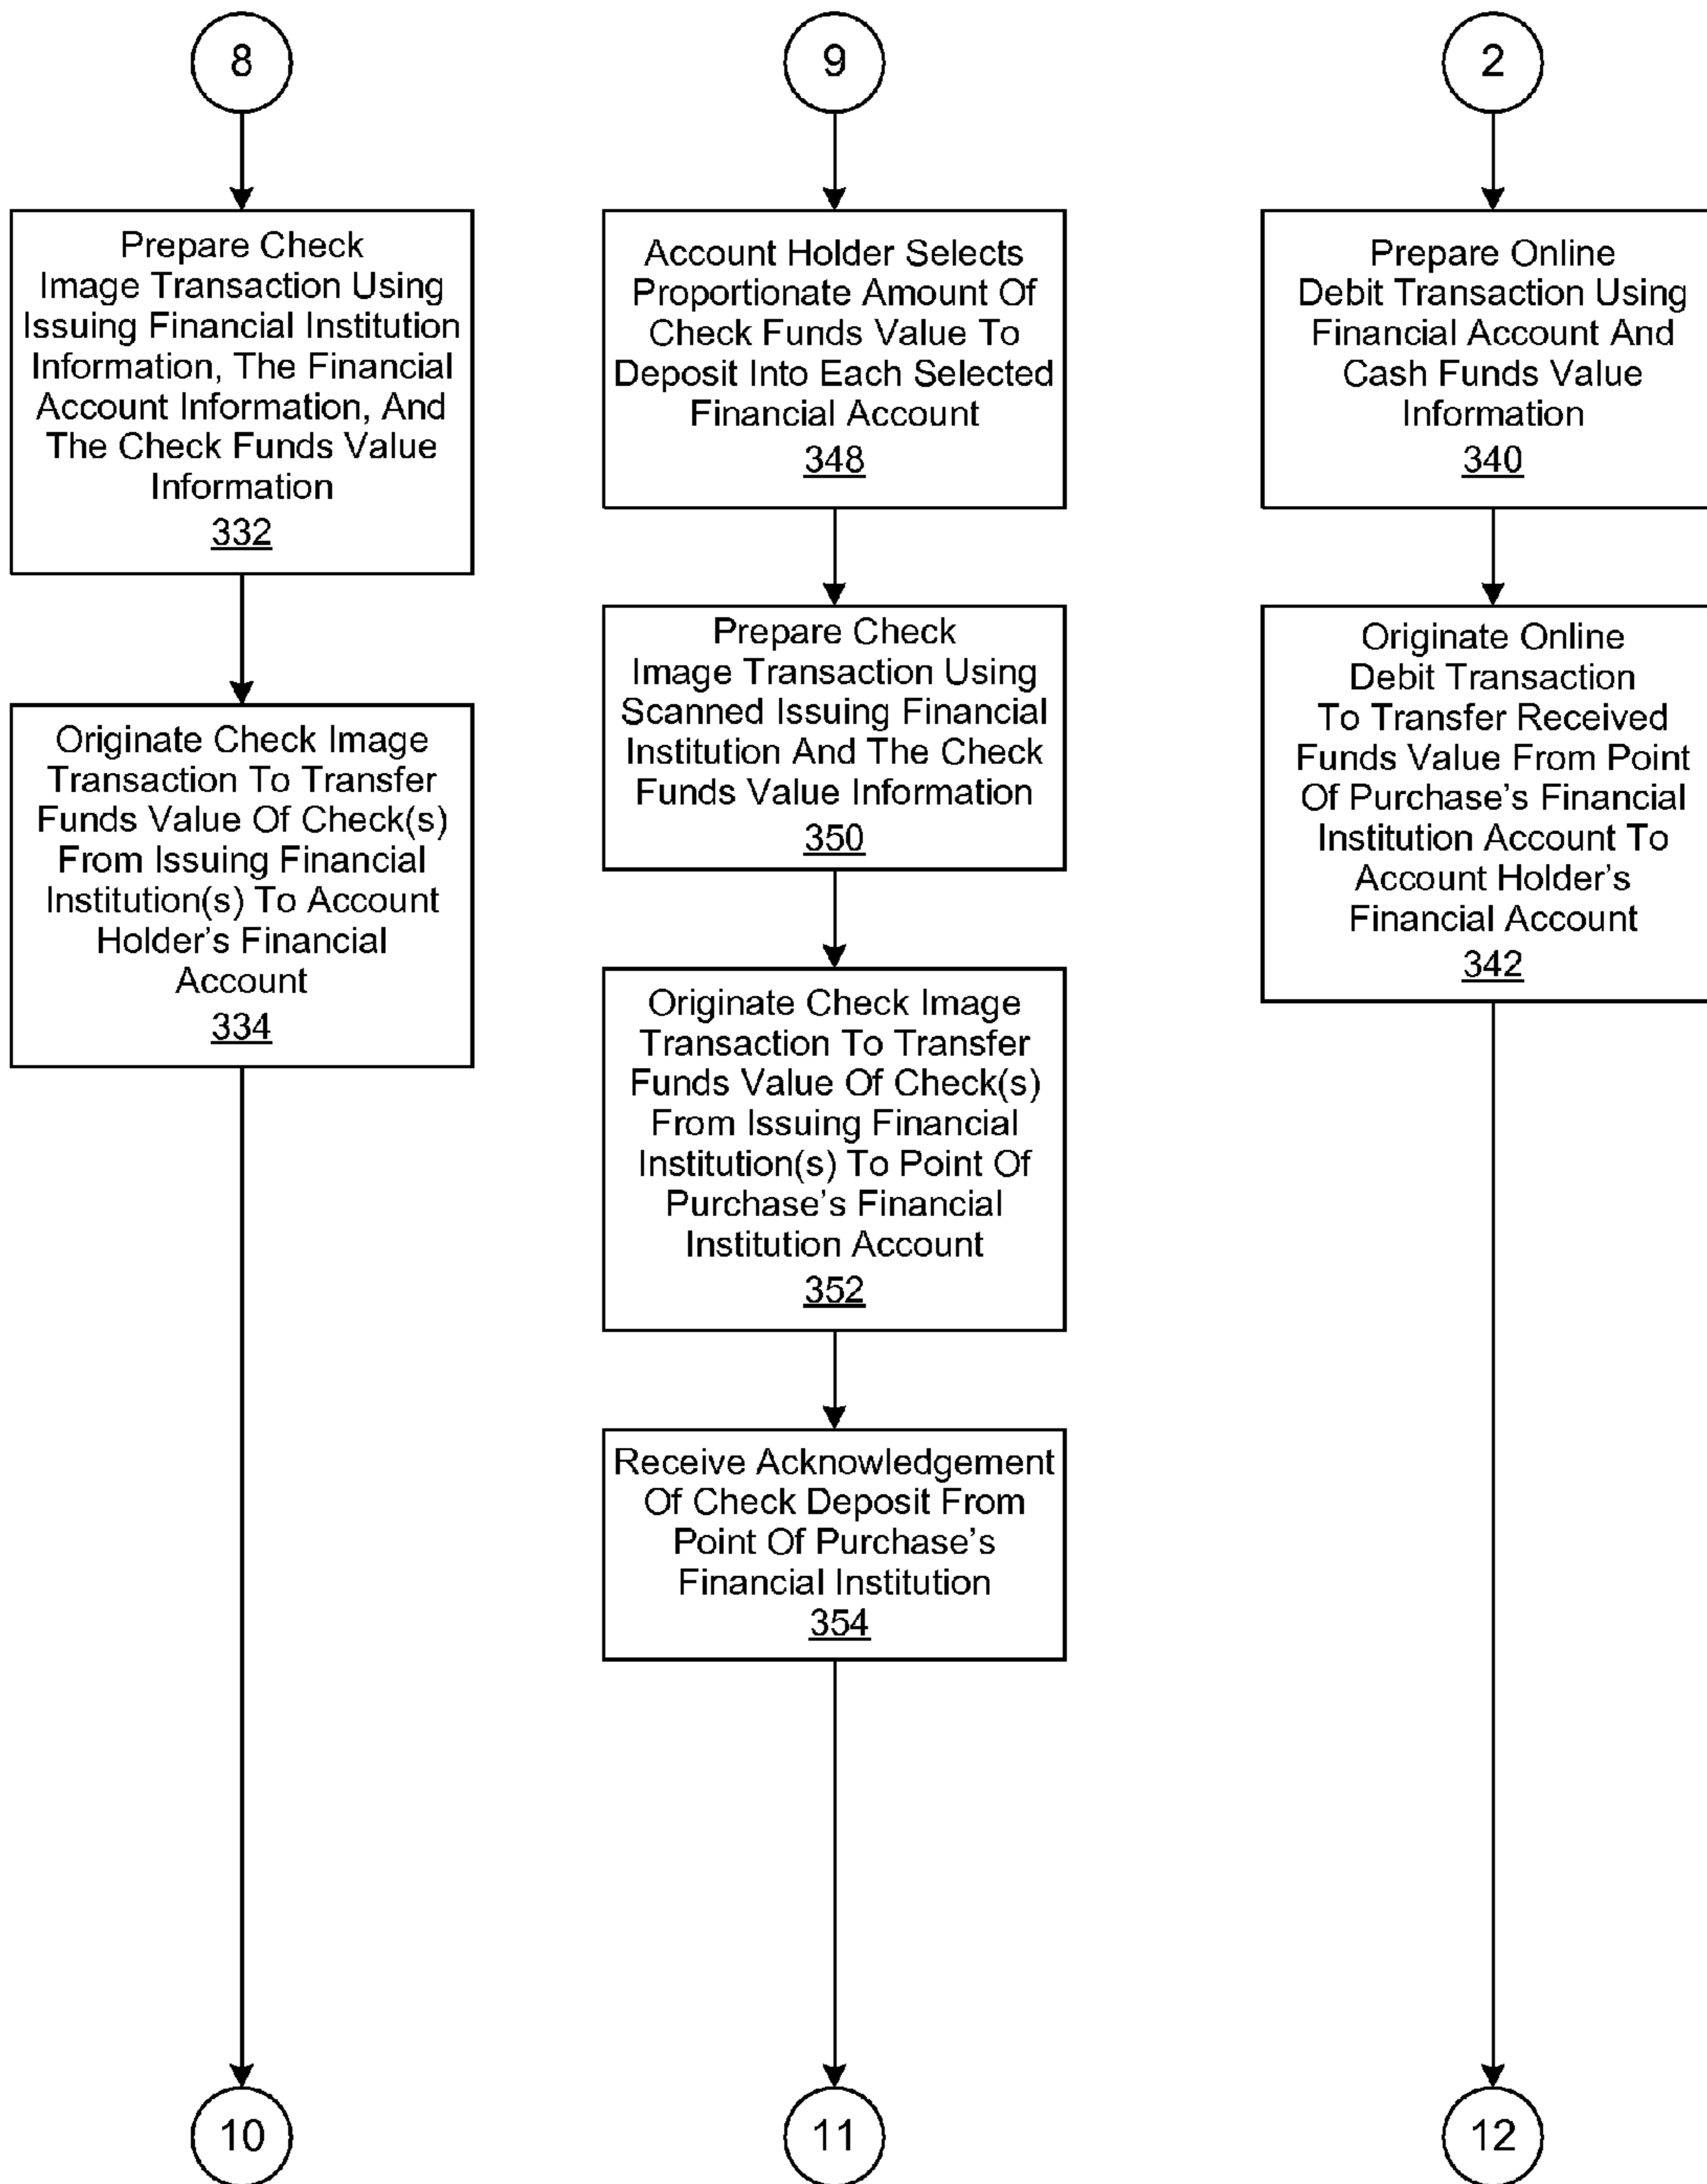 8
Prepare Check
Image Transaction Using
Issuing Financial Institution
Information, The Financial
Account Information, And
The Check Funds Value
Information
332
Originate Check Image
Transaction To Transfer
Funds Value Of Check(s)
From Issuing Financial
Institution(s) To Account
Holder's Financial
Account
334
10
9
Account Holder Selects
Proportionate Amount Of
Check Funds Value To
Deposit Into Each Selected
Financial Account
348
Prepare Check
Image Transaction Using
Scanned Issuing Financial
Institution And The Check
Funds Value Information
350
Originate Check Image
Transaction To Transfer
Funds Value Of Check(s)
From Issuing Financial
Institution(s) To Point Of
Purchase's Financial
Institution Account
352
Receive Acknowledgement
Of Check Deposit From
Point Of Purchase's
Financial Institution
354
11
2
Prepare Online
Debit Transaction Using
Financial Account And
Cash Funds Value
Information
340
Originate Online
Debit Transaction
To Transfer Received
Funds Value From Point
Of Purchase's Financial
Institution Account To
Account Holder's
Financial Account
342
12